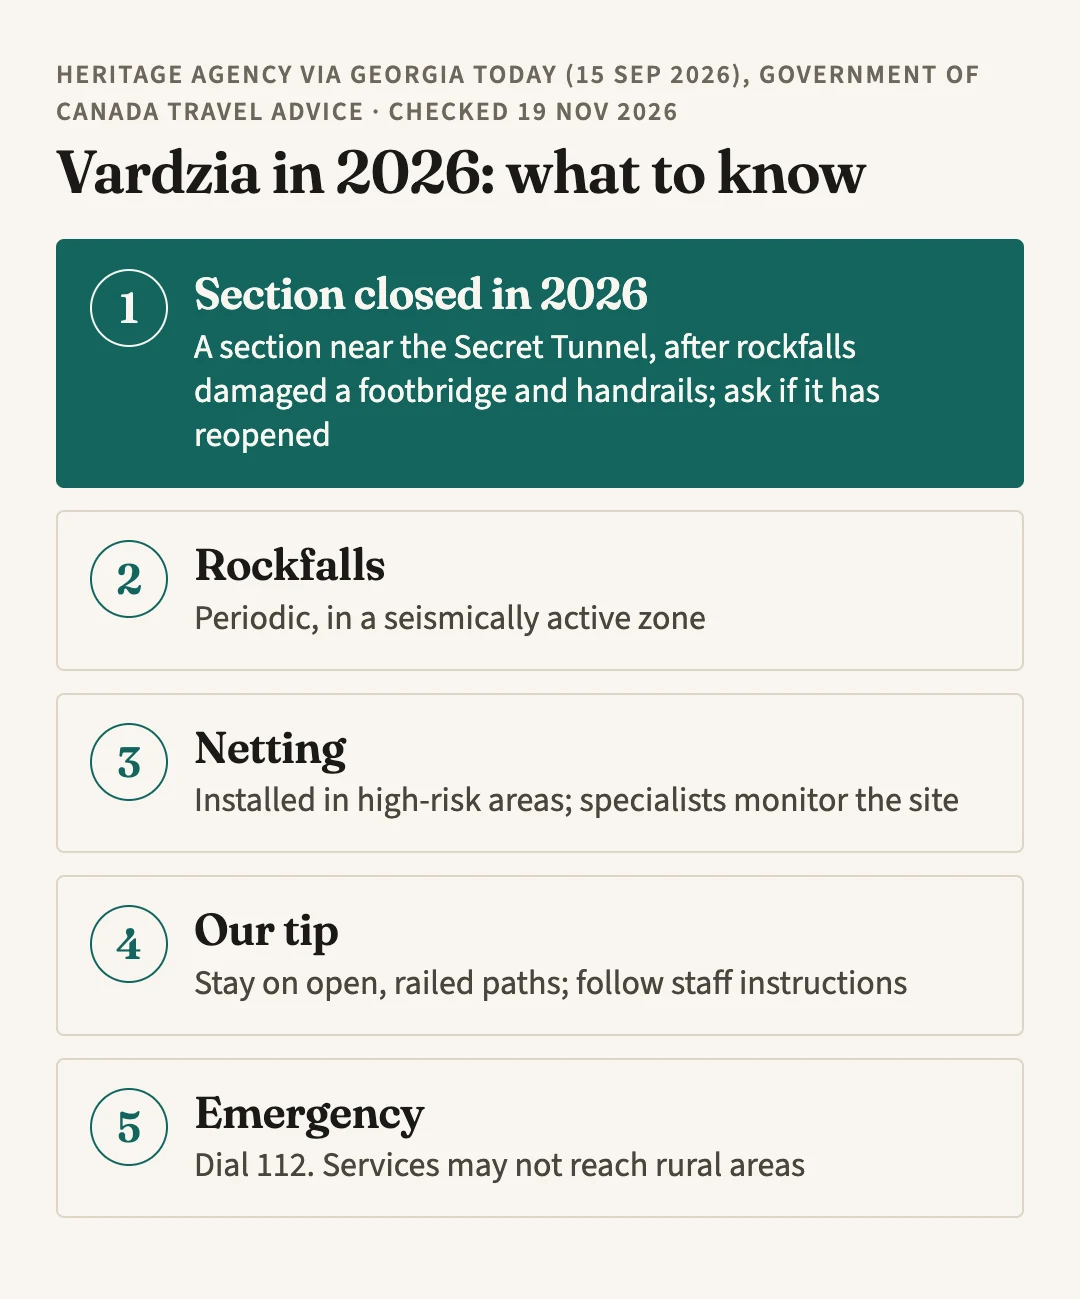 HERITAGE AGENCY VIA GEORGIA TODAY (15 SEP 2026), GOVERNMENT OF
CANADA TRAVEL ADVICE · CHECKED 19 NOV 2026
Vardzia in 2026: what to know
1
Section closed in 2026
A section near the Secret Tunnel, after rockfalls
damaged a footbridge and handrails; ask if it has
reopened
2
Rockfalls
Periodic, in a seismically active zone
3
Netting
Installed in high-risk areas; specialists monitor the site
4
Our tip
Stay on open, railed paths; follow staff instructions
5
Emergency
Dial 112. Services may not reach rural areas